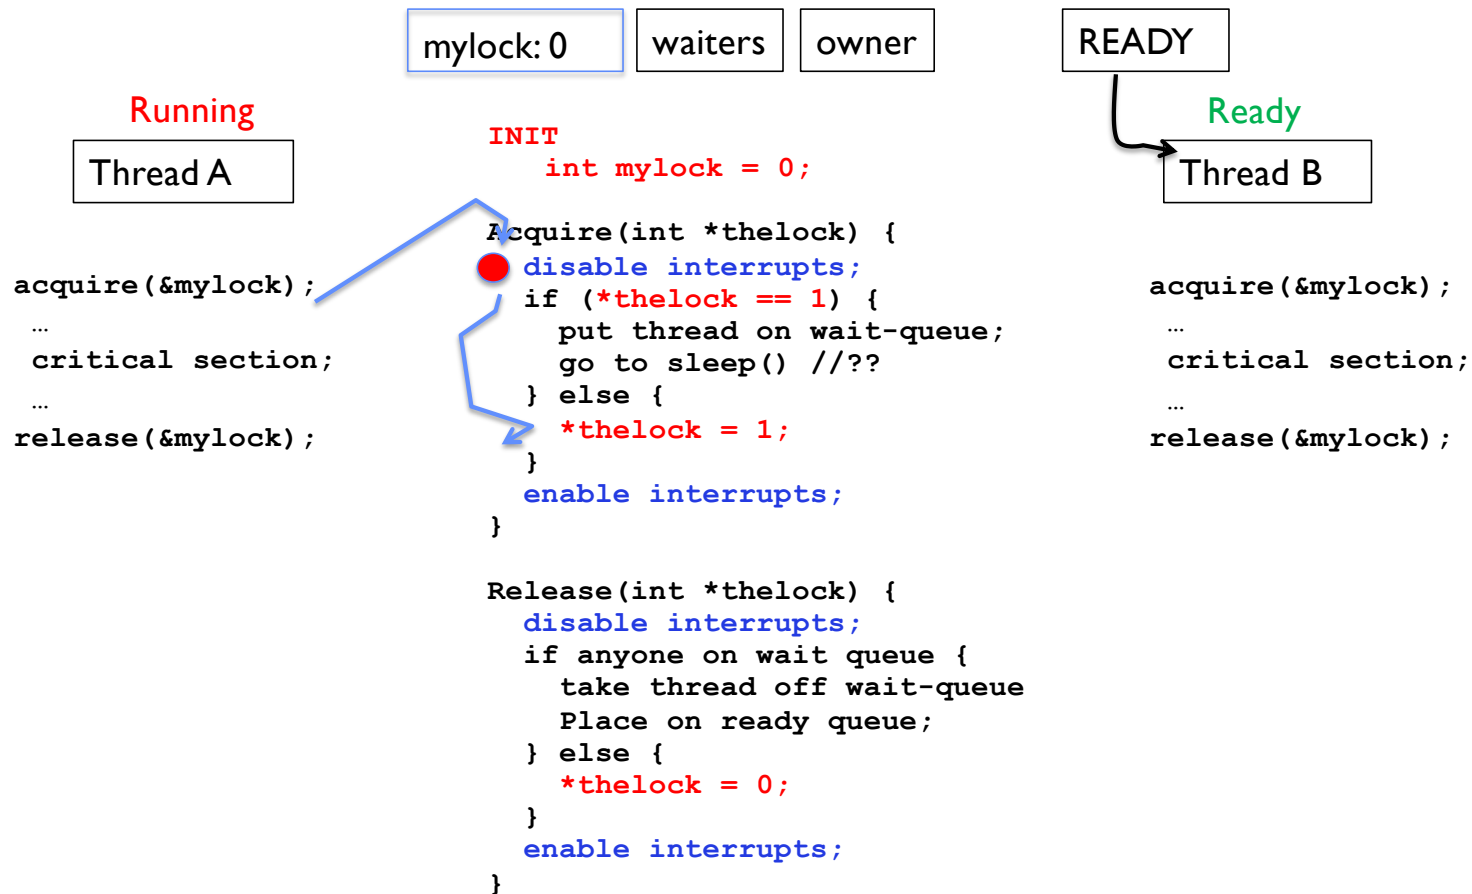 mylock: 0
waiters
owner
READY
Running
Thread A
acquire(&mylock);
…
critical section;
…
release(&mylock);
INIT
int mylock = 0;
Acquire(int *thelock) {
disable interrupts;
if (*thelock == 1) {
put thread on wait-queue;
go to sleep() //??
} else {
*thelock = 1;
}
enable interrupts;
}
Release(int *thelock) {
disable interrupts;
if anyone on wait queue {
take thread off wait-queue
Place on ready queue;
} else {
*thelock = 0;
}
enable interrupts;
}
Ready
Thread B
acquire(&mylock);
…
critical section;
…
release(&mylock);